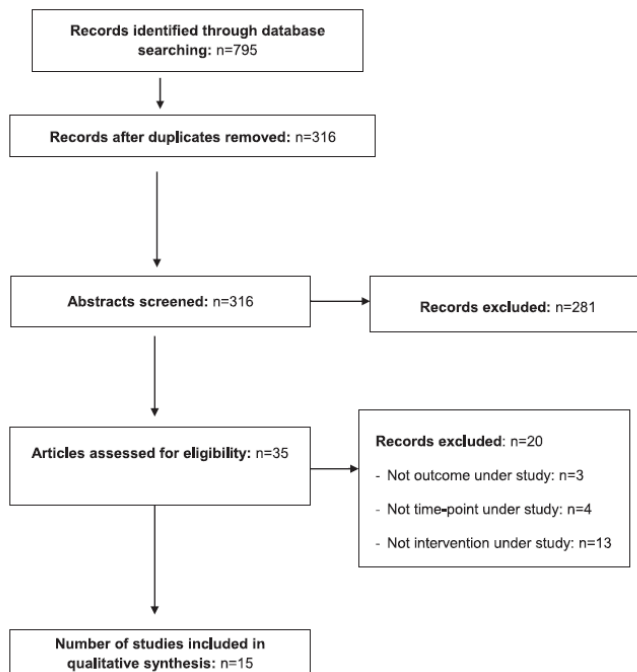 Records identified through database
searching: n=795
Records after duplicates removed: n=316
Abstracts screened: n=316
Records excluded: n=281
Articles assessed for eligibility: n=35
Records excluded: n=20
- Not outcome under study: n=3
- Not time-point under study: n=4
- Not intervention under study: n=13
Number of studies included in
qualitative synthesis: n=15